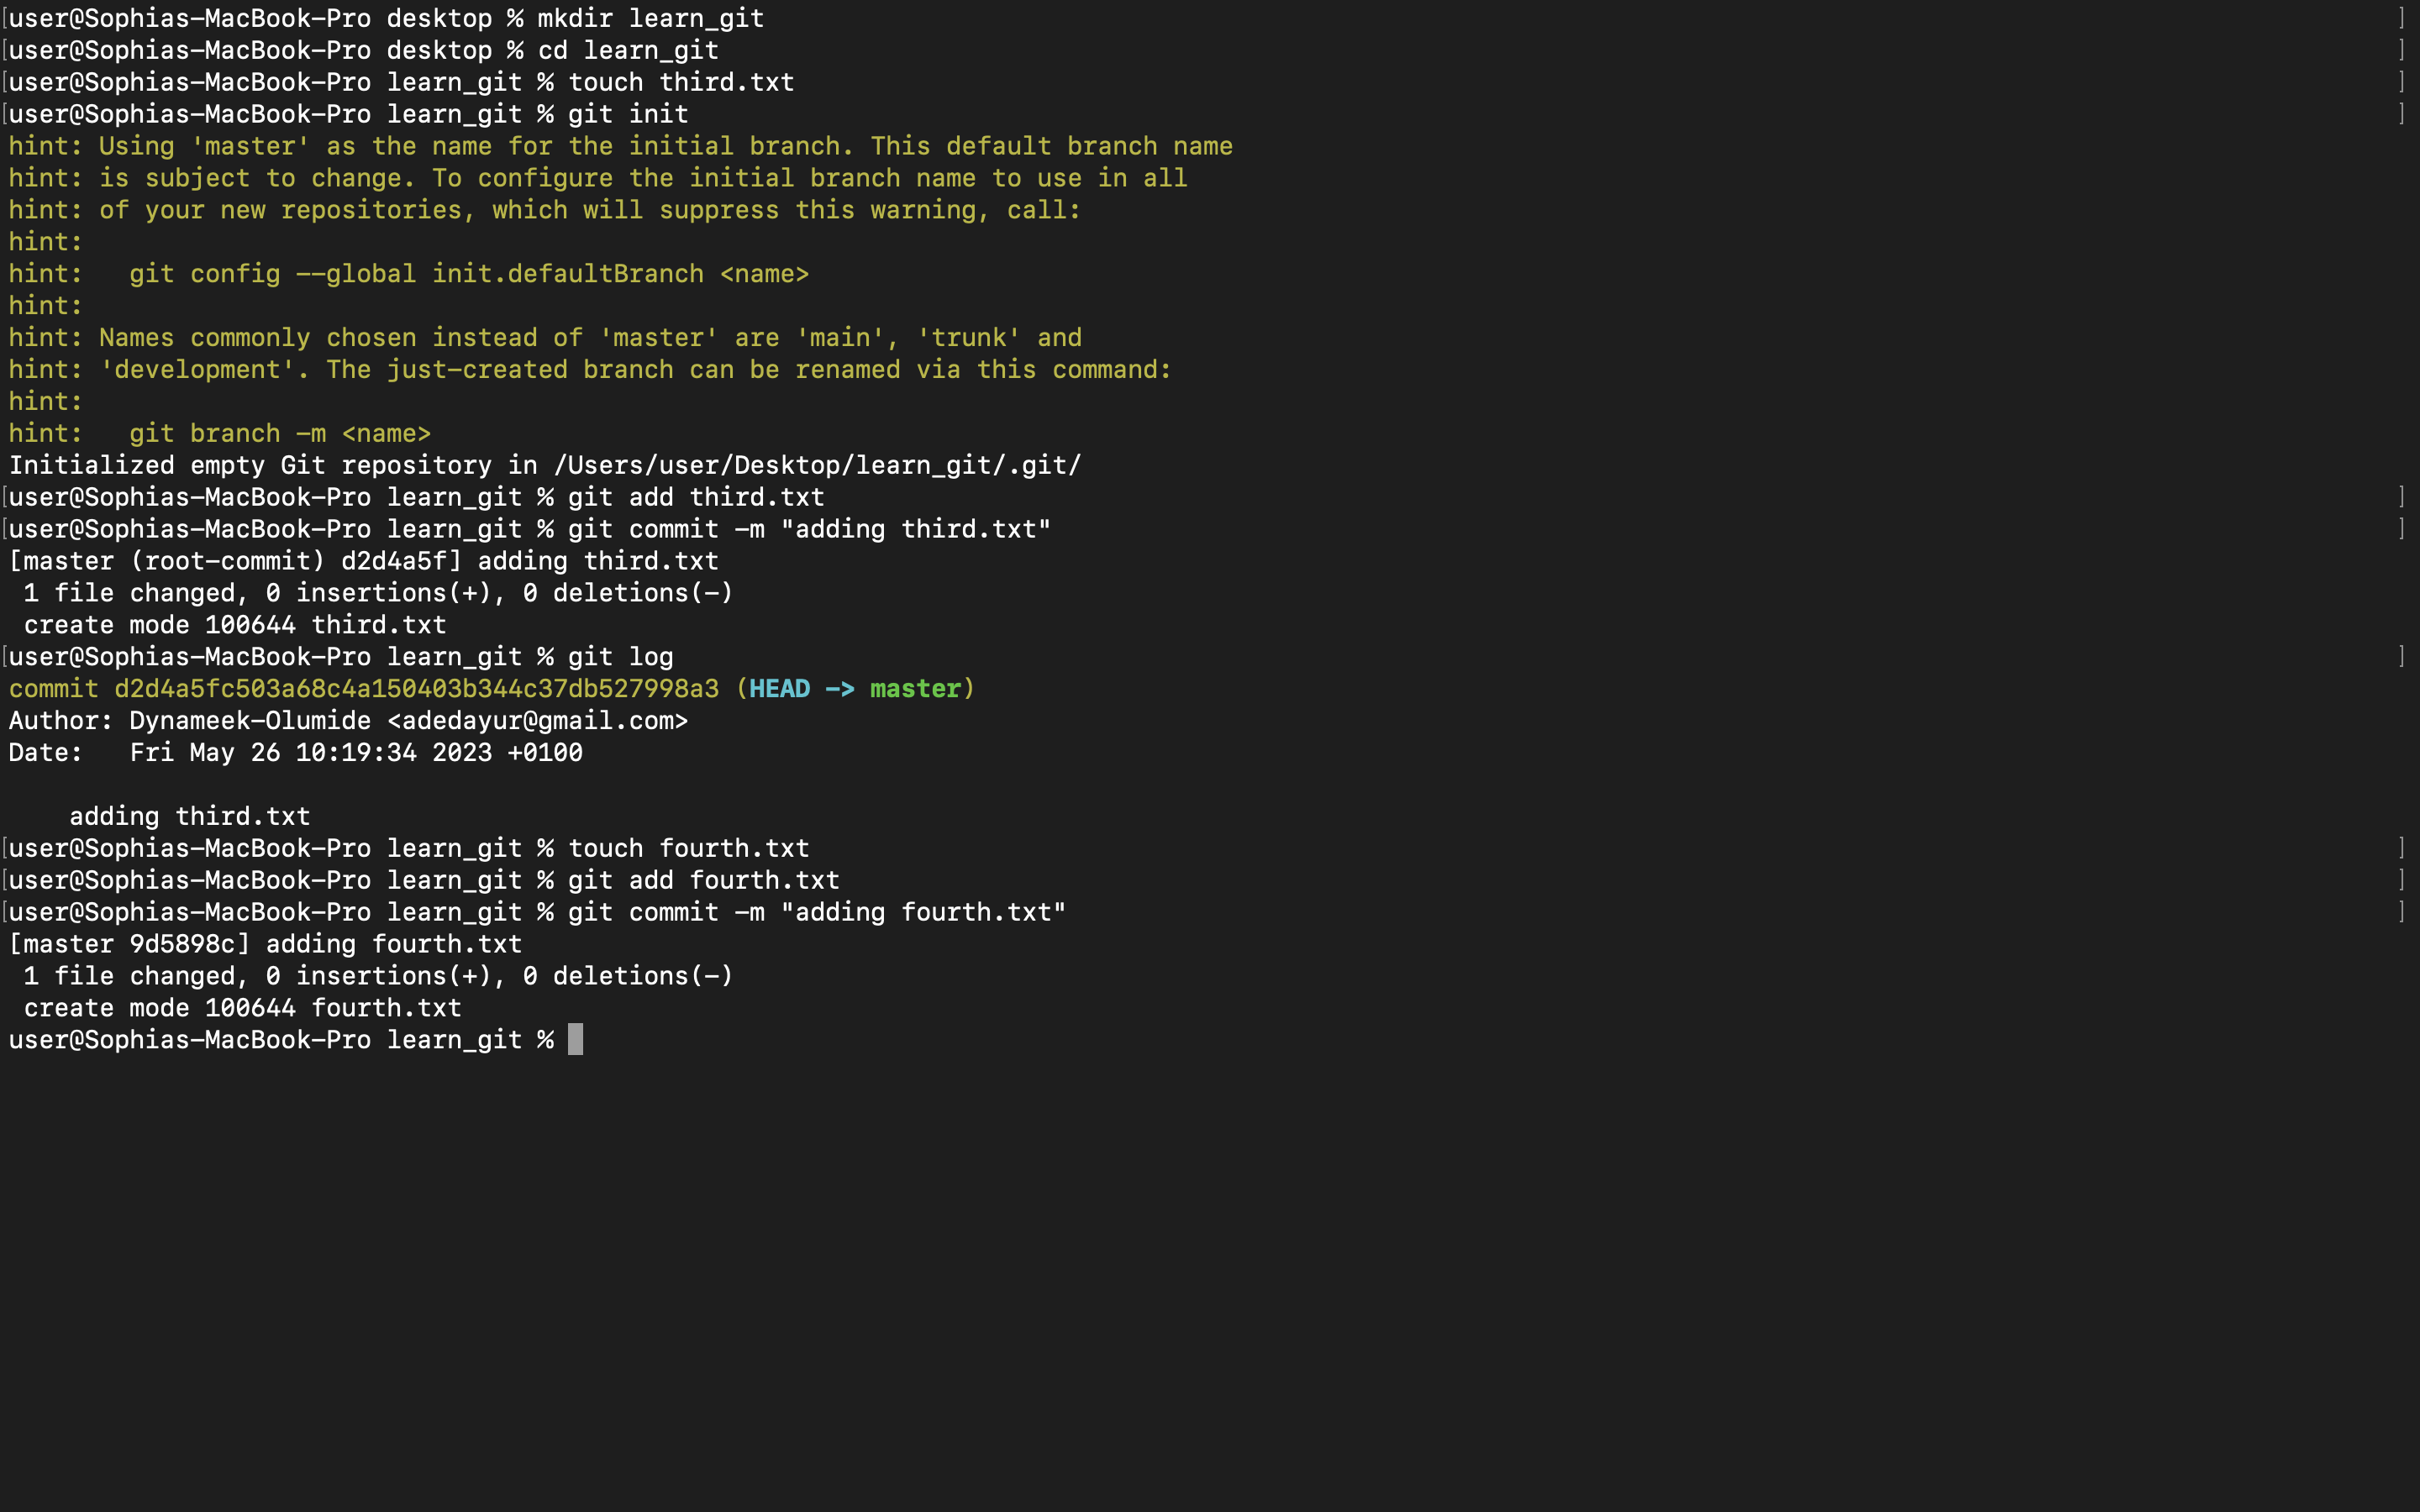 [user@Sophias-MacBook-Pro desktop % mkdir learn_git ]
[user@Sophias-MacBook-Pro desktop % cd learn_git ]
[user@Sophias-MacBook-Pro learn_git % touch third.txt ]
[user@Sophias-MacBook-Pro learn_git % git init ]
hint: Using 'master' as the name for the initial branch. This default branch name
hint: is subject to change. To configure the initial branch name to use in all
hint: of your new repositories, which will suppress this warning, call:
hint:
hint:   git config --global init.defaultBranch <name>
hint:
hint: Names commonly chosen instead of 'master' are 'main', 'trunk' and
hint: 'development'. The just-created branch can be renamed via this command:
hint:
hint:   git branch -m <name>
Initialized empty Git repository in /Users/user/Desktop/learn_git/.git/
[user@Sophias-MacBook-Pro learn_git % git add third.txt ]
[user@Sophias-MacBook-Pro learn_git % git commit -m "adding third.txt" ]
[master (root-commit) d2d4a5f] adding third.txt
 1 file changed, 0 insertions(+), 0 deletions(-)
 create mode 100644 third.txt
[user@Sophias-MacBook-Pro learn_git % git log ]
commit d2d4a5fc503a68c4a150403b344c37db527998a3 (HEAD -> master)
Author: Dynameek-Olumide <adedayur@gmail.com>
Date:   Fri May 26 10:19:34 2023 +0100

    adding third.txt
[user@Sophias-MacBook-Pro learn_git % touch fourth.txt ]
[user@Sophias-MacBook-Pro learn_git % git add fourth.txt ]
[user@Sophias-MacBook-Pro learn_git % git commit -m "adding fourth.txt" ]
[master 9d5898c] adding fourth.txt
 1 file changed, 0 insertions(+), 0 deletions(-)
 create mode 100644 fourth.txt
user@Sophias-MacBook-Pro learn_git %